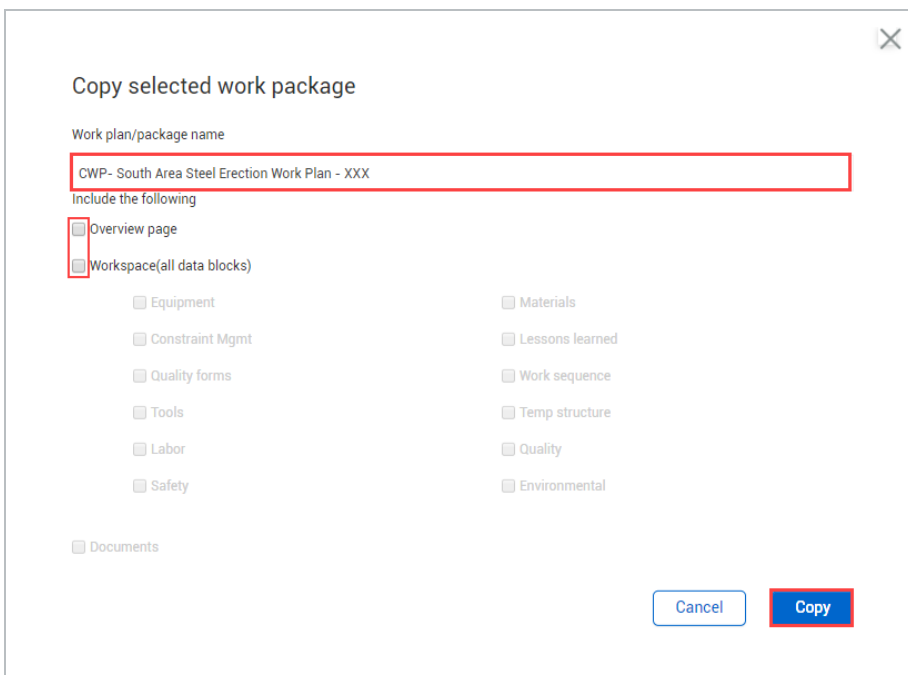 Copy selected work package
Work plan/package name
CWP- South Area Steel Erection Work Plan - XXX
Include the following
Overview page
Workspace(all data blocks)
Equipment
Materials
Constraint Mgmt
Lessons learned
Quality forms
Work sequence
Tools
Temp structure
Labor
Quality
Safety
Environmental
Documents
Cancel
Copy